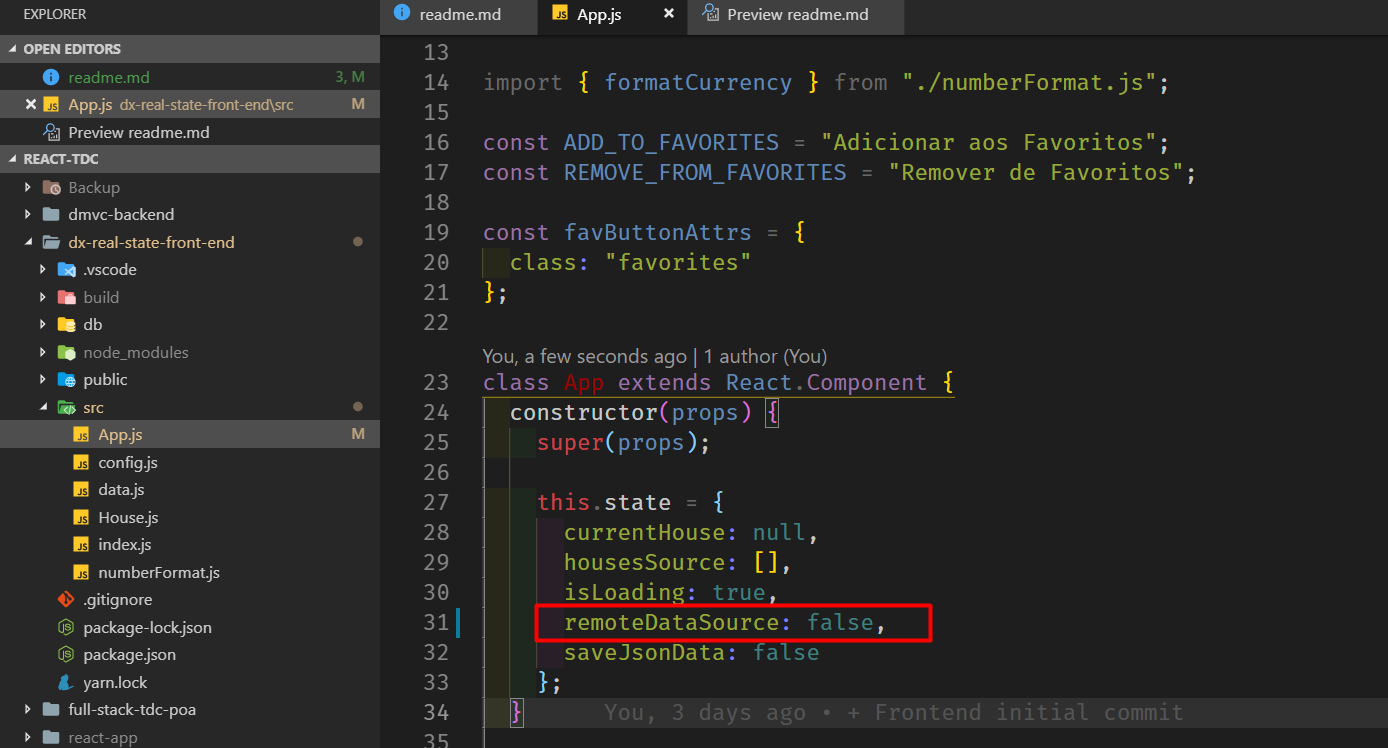 EXPLORER
OPEN EDITORS
readme.md 3, M
App.js dx-real-state-front-end\src M
Preview readme.md
REACT-TDC
Backup
dmvc-backend
dx-real-state-front-end
.vscode
build
db
node_modules
public
src
App.js M
config.js
data.js
House.js
index.js
numberFormat.js
.gitignore
package-lock.json
package.json
yarn.lock
full-stack-tdc-poa
react-app
readme.md App.js Preview readme.md
13
14 import { formatCurrency } from "./numberFormat.js";
15
16 const ADD_TO_FAVORITES = "Adicionar aos Favoritos";
17 const REMOVE_FROM_FAVORITES = "Remover de Favoritos";
18
19 const favButtonAttrs = {
20 class: "favorites"
21 };
22
You, a few seconds ago | 1 author (You)
23 class App extends React.Component {
24 constructor(props) {
25 super(props);
26
27 this.state = {
28 currentHouse: null,
29 housesSource: [],
30 isLoading: true,
31 remoteDataSource: false,
32 saveJsonData: false
33 };
34 } You, 3 days ago • + Frontend initial commit
35